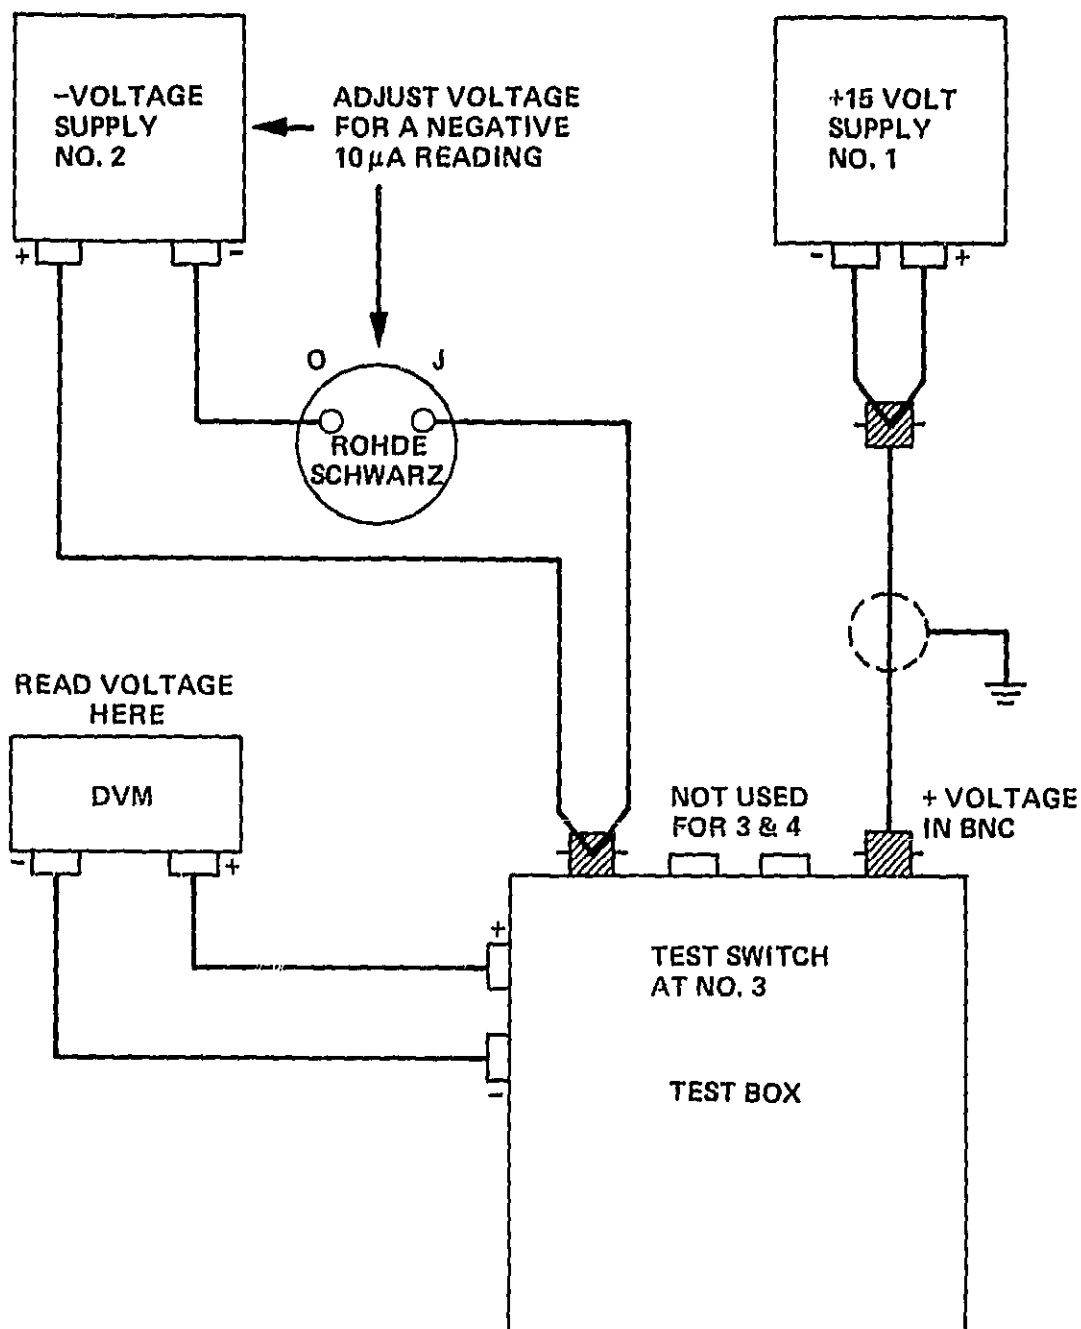 -VOLTAGE
SUPPLY
NO. 2
+
-
ADJUST VOLTAGE
FOR A NEGATIVE
10μA READING
+15 VOLT
SUPPLY
NO. 1
-
+
O
J
ROHDE
SCHWARZ
READ VOLTAGE
HERE
DVM
-
+
NOT USED
FOR 3 & 4
+ VOLTAGE
IN BNC
+
-
TEST SWITCH
AT NO. 3
TEST BOX